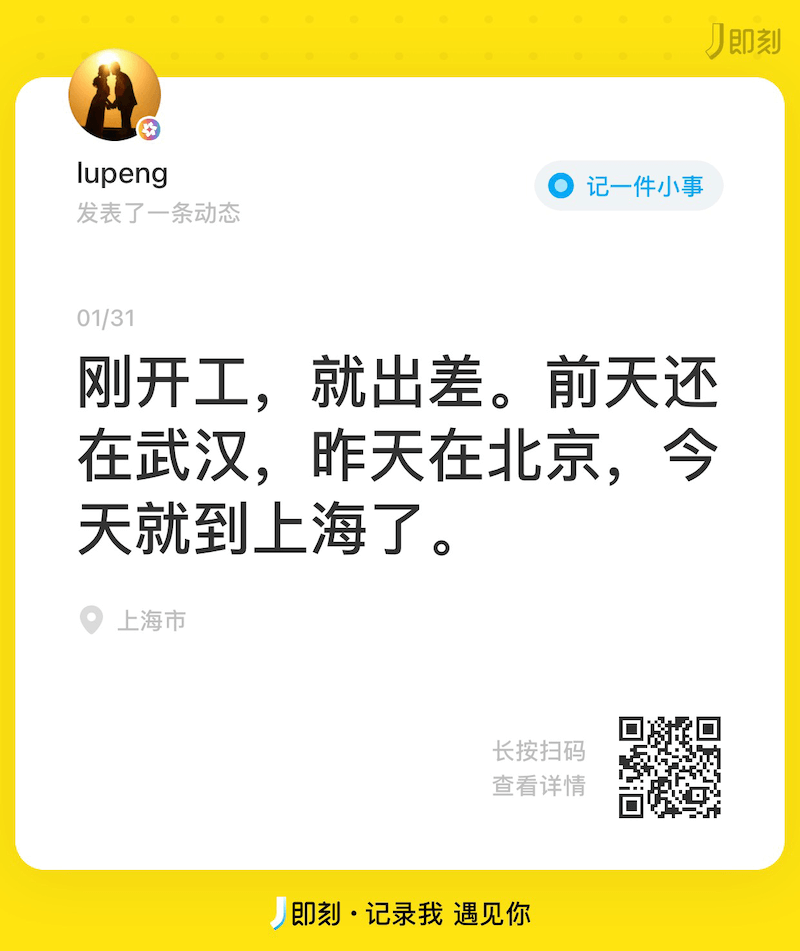 即刻
lupeng
发表了一条动态
记一件小事
01/31
刚开工，就出差。前天还
在武汉，昨天在北京，今
天就到上海了。
上海市
长按扫码
查看详情
即刻·记录我 遇见你